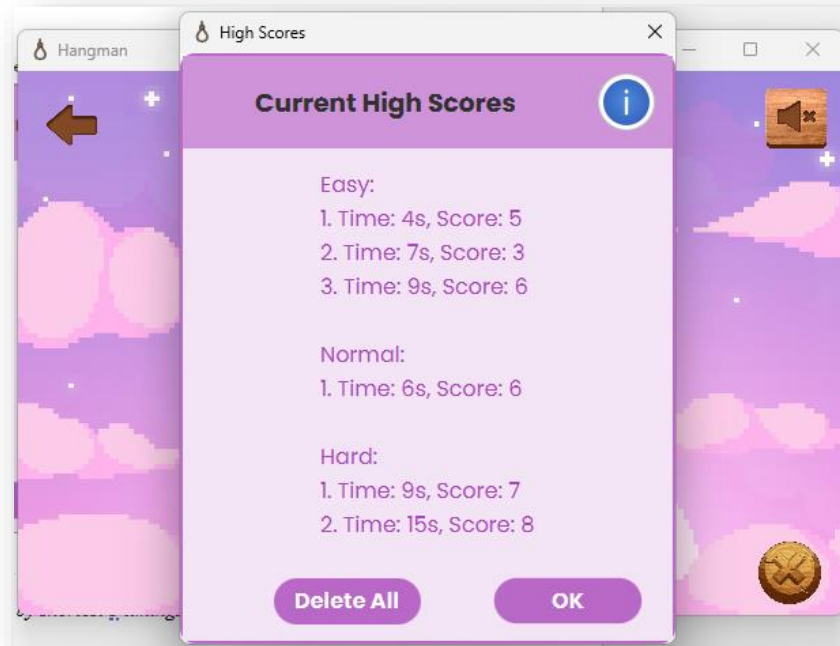 Hangman
High Scores
Current High Scores
i
Easy:
1. Time: 4s, Score: 5
2. Time: 7s, Score: 3
3. Time: 9s, Score: 6
Normal:
1. Time: 6s, Score: 6
Hard:
1. Time: 9s, Score: 7
2. Time: 15s, Score: 8
Delete All
OK